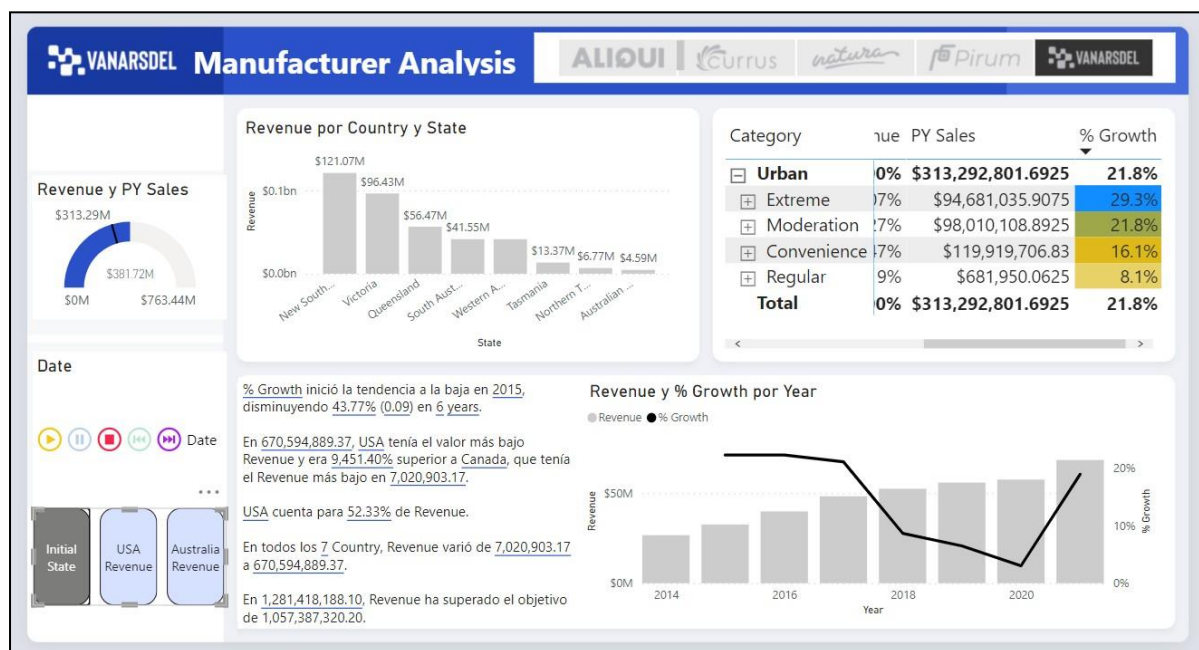 VANARSDEL Manufacturer Analysis
ALIQUI Currus natura Pirum VANARSDEL
Revenue y PY Sales
$313.29M
$381.72M
$0M $763.44M
Date
Date
...
Initial State
USA Revenue
Australia Revenue
Revenue por Country y State
$121.07M
$96.43M
$56.47M
$41.55M
$13.37M
$6.77M
$4.59M
Revenue
$0.1bn
$0.0bn
New South...
Victoria
Queensland
South Aust...
Western A...
Tasmania
Northern T...
Australian ...
State
Category nue PY Sales % Growth
Urban 0% $313,292,801.6925 21.8%
Extreme 07% $94,681,035.9075 29.3%
Moderation 27% $98,010,108.8925 21.8%
Convenience 47% $119,919,706.83 16.1%
Regular 9% $681,950.0625 8.1%
Total 0% $313,292,801.6925 21.8%
% Growth inició la tendencia a la baja en 2015,
disminuyendo 43.77% (0.09) en 6 years.
En 670,594,889.37, USA tenía el valor más bajo
Revenue y era 9,451.40% superior a Canada, que tenía
el Revenue más bajo en 7,020,903.17.
USA cuenta para 52.33% de Revenue.
En todos los 7 Country, Revenue varió de 7,020,903.17
a 670,594,889.37.
En 1,281,418,188.10, Revenue ha superado el objetivo
de 1,057,387,320.20.
Revenue y % Growth por Year
Revenue % Growth
Revenue
$50M
$0M
20%
10%
0%
% Growth
2014 2016 2018 2020
Year